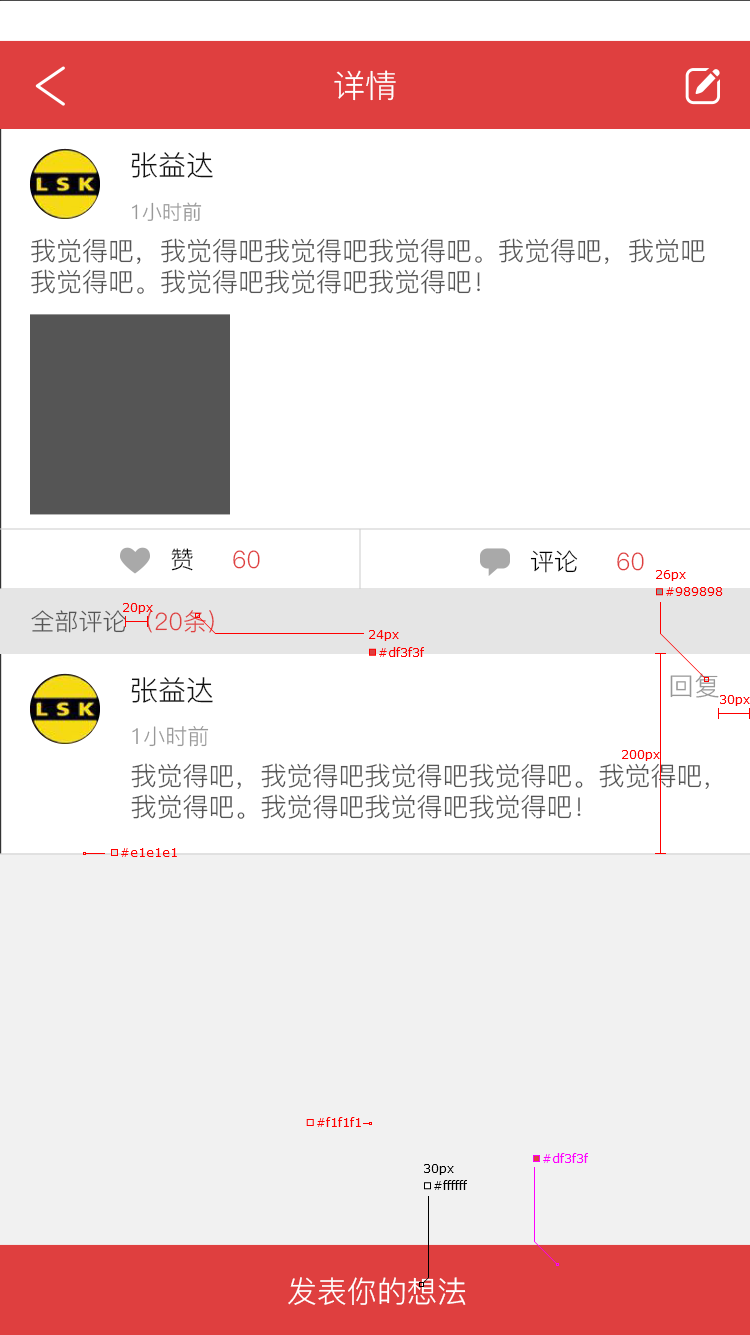 详情
LSK
张益达
1小时前
我觉得吧，我觉得吧我觉得吧我觉得吧。我觉得吧，我觉吧
我觉得吧。我觉得吧我觉得吧我觉得吧！
赞 60
评论 60
26px
#989898
全部评论 20px (20条)
24px
#df3f3f
LSK
张益达
回复
30px
1小时前
200px
我觉得吧，我觉得吧我觉得吧我觉得吧。我觉得吧，
我觉得吧。我觉得吧我觉得吧我觉得吧！
#e1e1e1
#f1f1f1
#df3f3f
30px
#ffffff
发表你的想法